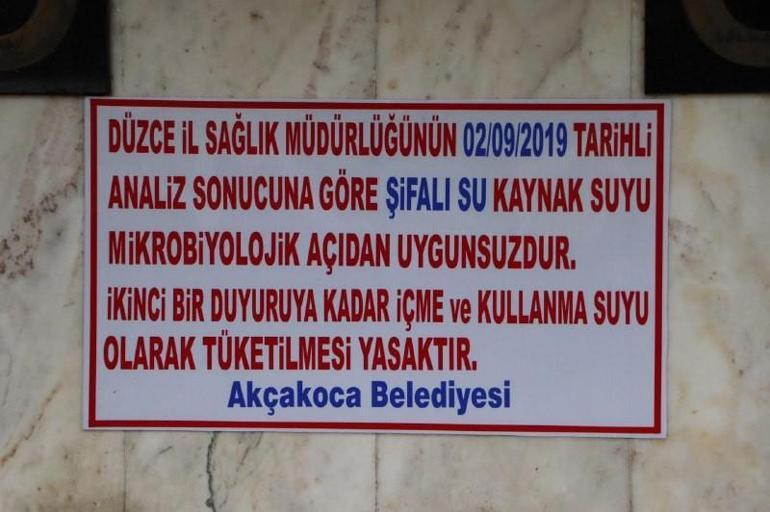 DÜZCE İL SAĞLIK MÜDÜRLÜĞÜNÜN 02/09/2019 TARİHLİ
ANALİZ SONUCUNA GÖRE ŞİFALI SU KAYNAK SUYU
MİKROBİYOLOJİK AÇIDAN UYGUNSUZDUR.
İKİNCİ BİR DUYURUYA KADAR İÇME ve KULLANMA SUYU
OLARAK TÜKETİLMESİ YASAKTIR.
Akçakoca Belediyesi